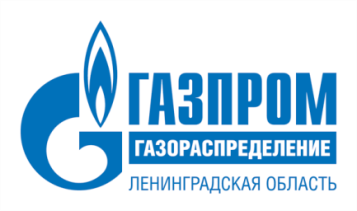 ГАЗПРОМ
ГАЗОРАСПРЕДЕЛЕНИЕ
ЛЕНИНГРАДСКАЯ ОБЛАСТЬ